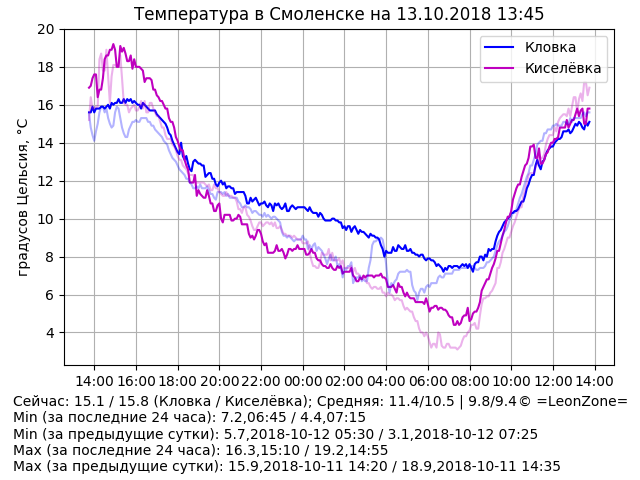 Температура в Смоленске на 13.10.2018 13:45
градусов Цельсия, °C
20
18
16
14
12
10
8
6
4
Кловка
Киселёвка
14:00 16:00 18:00 20:00 22:00 00:00 02:00 04:00 06:00 08:00 10:00 12:00 14:00
Сейчас: 15.1 / 15.8 (Кловка / Киселёвка); Средняя: 11.4/10.5 | 9.8/9.4© =LeonZone=
Min (за последние 24 часа): 7.2,06:45 / 4.4,07:15
Min (за предыдущие сутки): 5.7,2018-10-12 05:30 / 3.1,2018-10-12 07:25
Max (за последние 24 часа): 16.3,15:10 / 19.2,14:55
Max (за предыдущие сутки): 15.9,2018-10-11 14:20 / 18.9,2018-10-11 14:35